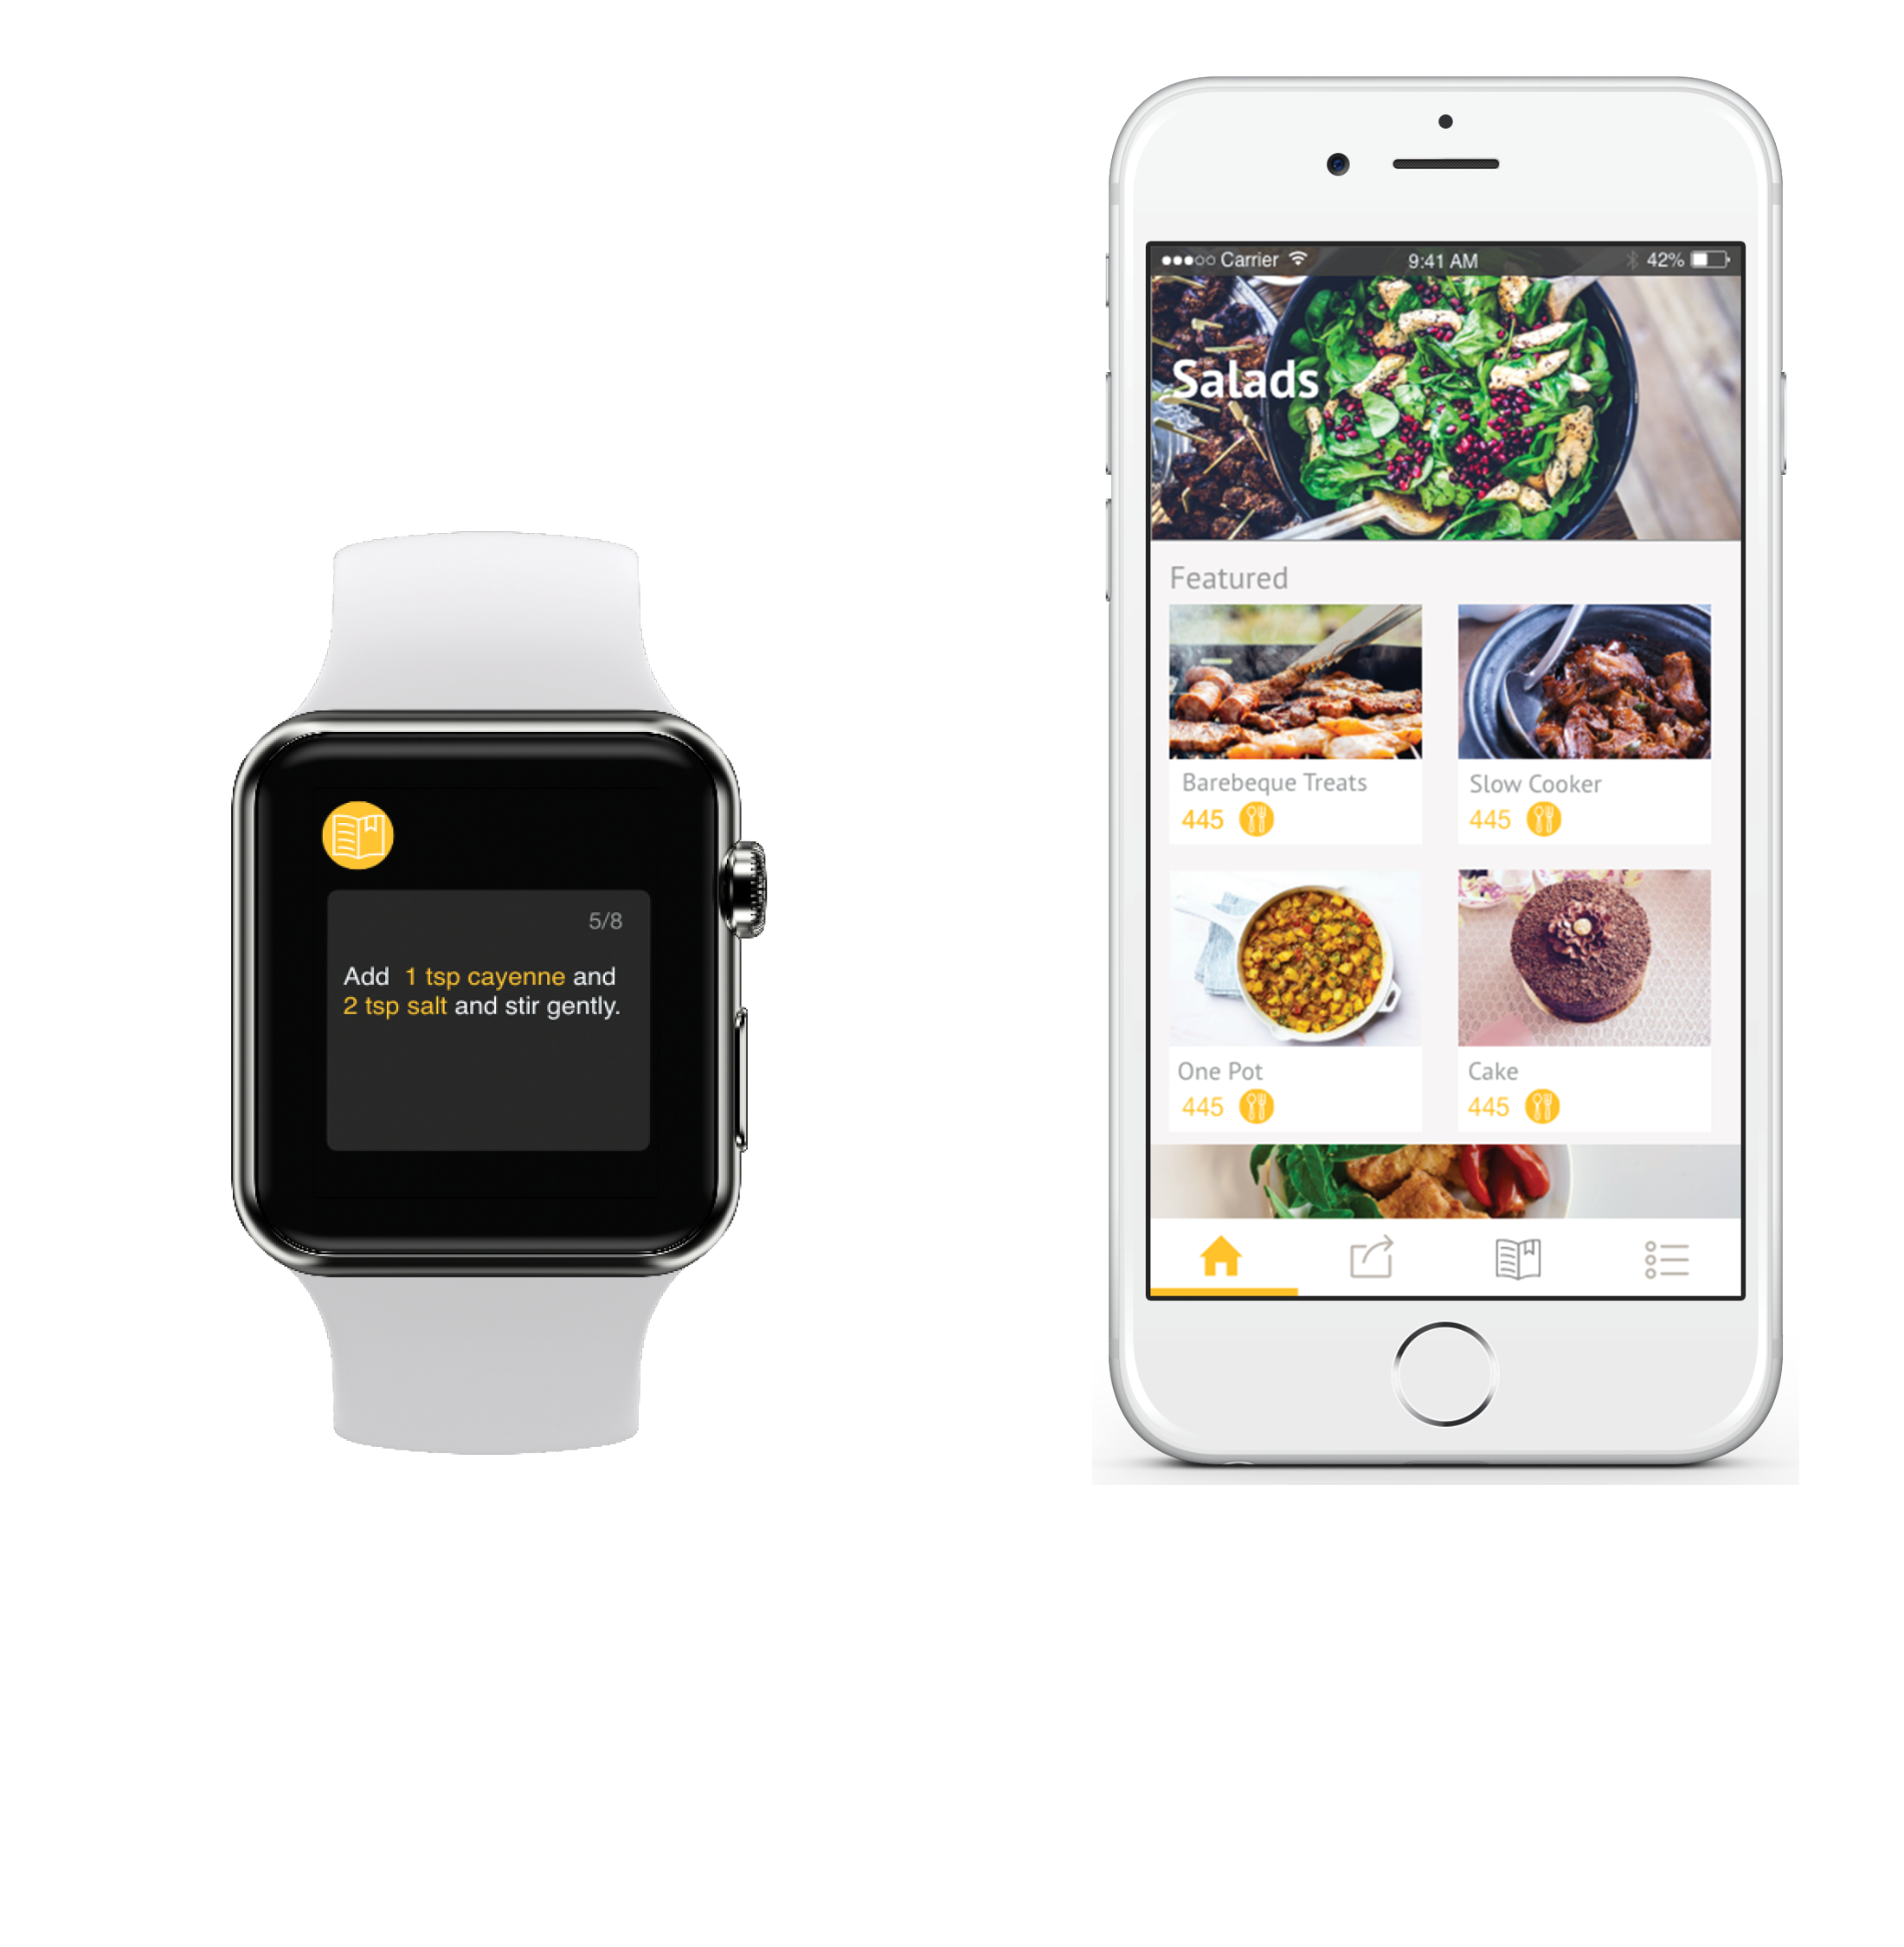 5/8
Add 1 tsp cayenne and
2 tsp salt and stir gently.
Carrier 9:41 AM 42%
Salads
Featured
Barebeque Treats
445
Slow Cooker
445
One Pot
445
Cake
445